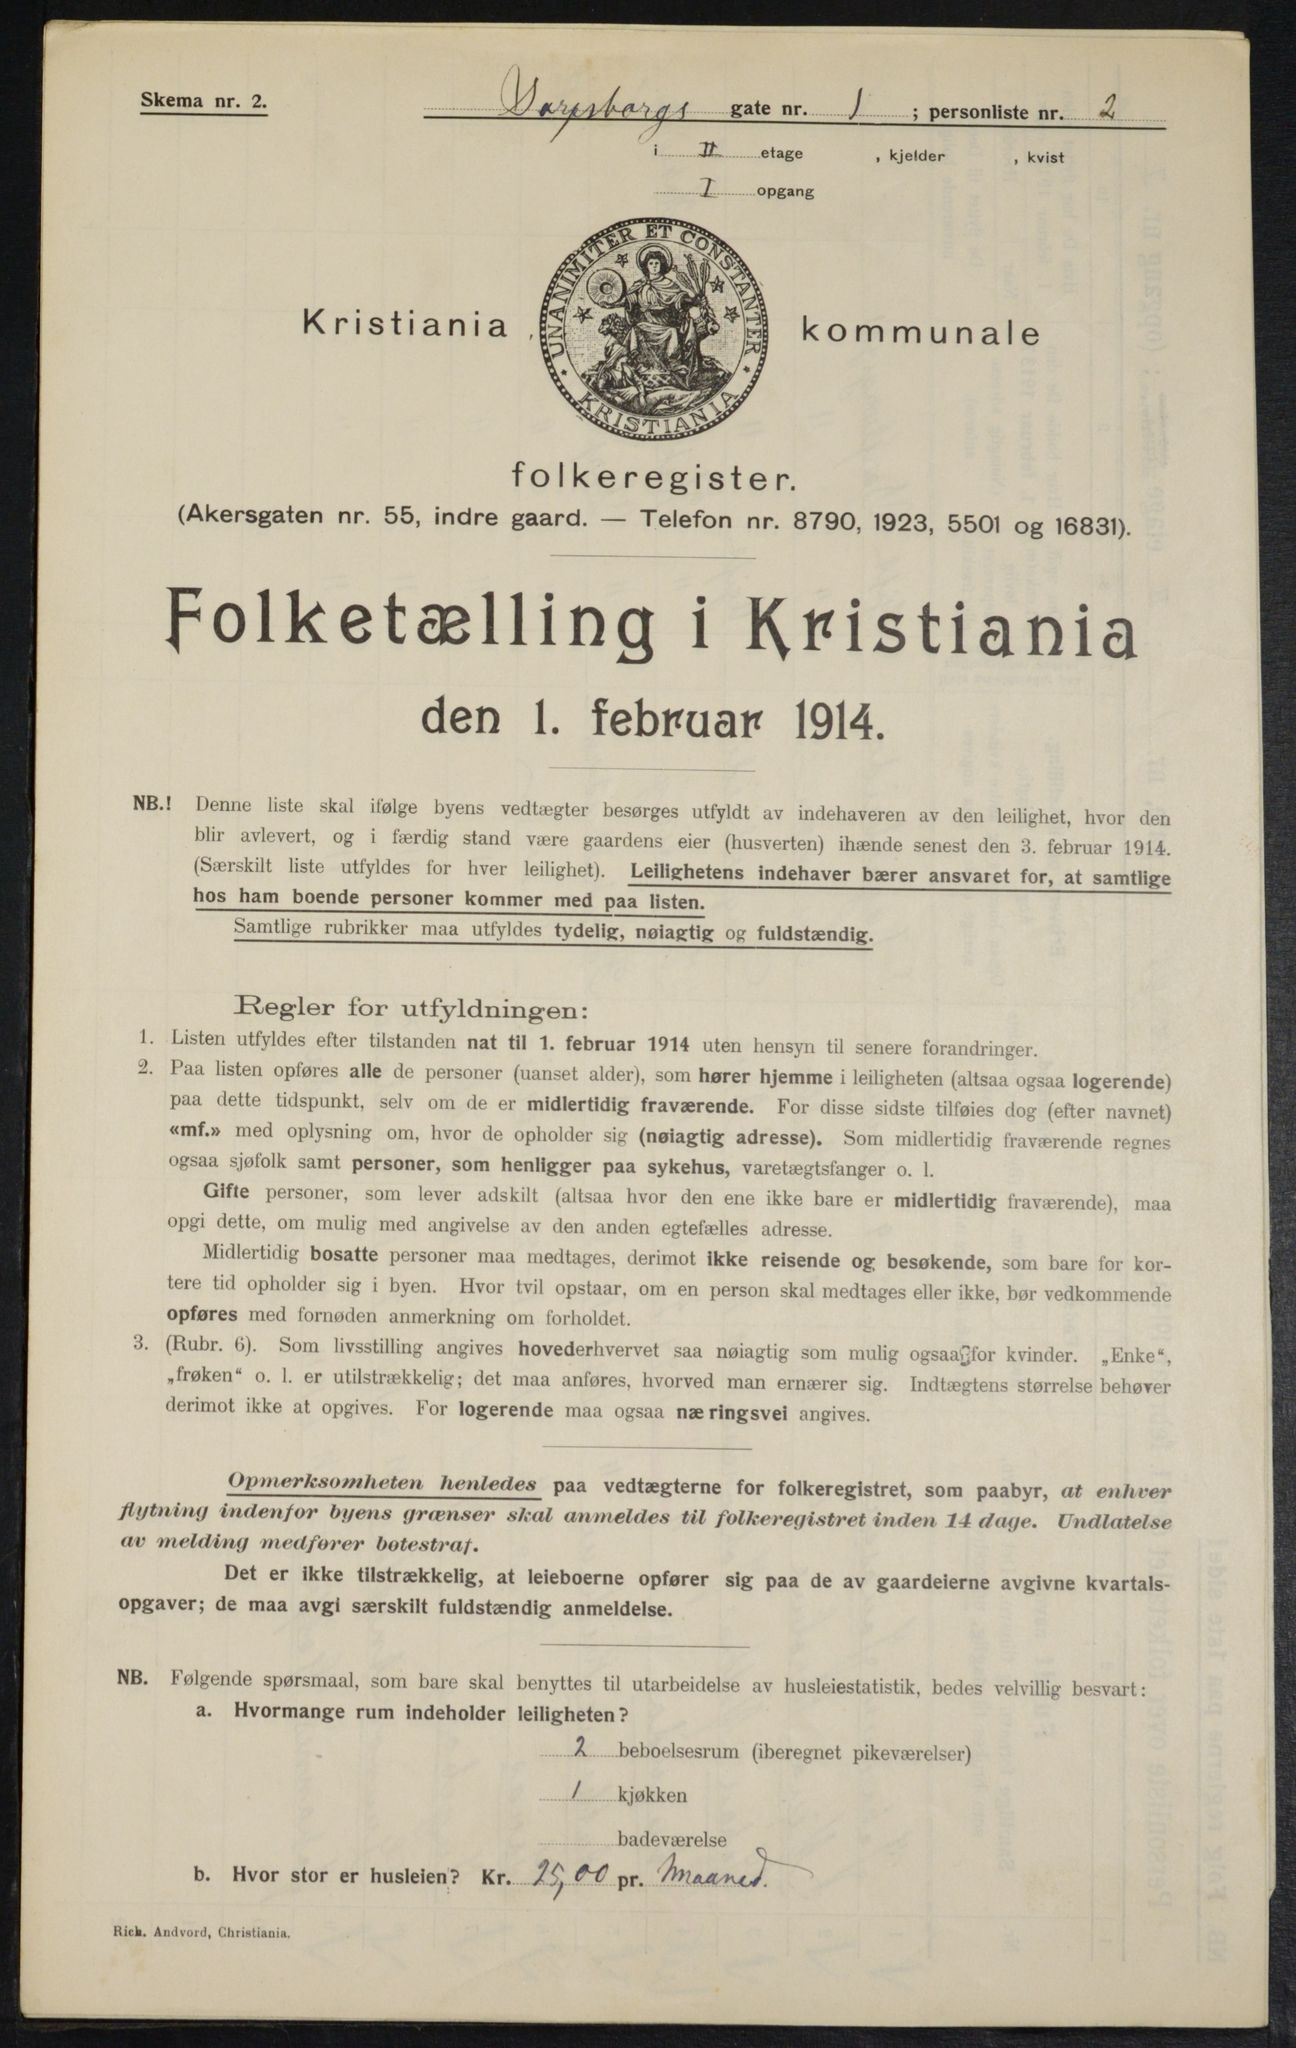 Skema nr. 2.
Sarpsborgs gate nr. 1 ; personliste nr. 2
i II etage , kjelder , kvist
I opgang
UNANIMITER ET CONSTANTER
KRISTIANIA
Kristiania kommunale
folkeregister.
(Akersgaten nr. 55, indre gaard. — Telefon nr. 8790, 1923, 5501 og 16831).
Folketælling i Kristiania
den 1. februar 1914.
NB.! Denne liste skal ifølge byens vedtægter besørges utfyldt av indehaveren av den leilighet, hvor den
blir avlevert, og i færdig stand være gaardens eier (husverten) ihænde senest den 3. februar 1914.
(Særskilt liste utfyldes for hver leilighet). Leilighetens indehaver bærer ansvaret for, at samtlige
hos ham boende personer kommer med paa listen.
Samtlige rubrikker maa utfyldes tydelig, nøiagtig og fuldstændig.
Regler for utfyldningen:
1. Listen utfyldes efter tilstanden nat til 1. februar 1914 uten hensyn til senere forandringer.
2. Paa listen opføres alle de personer (uanset alder), som hører hjemme i leiligheten (altsaa ogsaa logerende)
paa dette tidspunkt, selv om de er midlertidig fraværende. For disse sidste tilføies dog (efter navnet)
«mf.» med oplysning om, hvor de opholder sig (nøiagtig adresse). Som midlertidig fraværende regnes
ogsaa sjøfolk samt personer, som henligger paa sykehus, varetægtsfanger o. l.
Gifte personer, som lever adskilt (altsaa hvor den ene ikke bare er midlertidig fraværende), maa
opgi dette, om mulig med angivelse av den anden egtefælles adresse.
Midlertidig bosatte personer maa medtages, derimot ikke reisende og besøkende, som bare for kor-
tere tid opholder sig i byen. Hvor tvil opstaar, om en person skal medtages eller ikke, bør vedkommende
opføres med fornøden anmerkning om forholdet.
3. (Rubr. 6). Som livsstilling angives hovederhvervet saa nøiagtig som mulig ogsaa for kvinder. „Enke“,
„frøken“ o. l. er utilstrækkelig; det maa anføres, hvorved man ernærer sig. Indtægtens størrelse behøver
derimot ikke at opgives. For logerende maa ogsaa næringsvei angives.
Opmerksomheten henledes paa vedtægterne for folkeregistret, som paabyr, at enhver
flytning indenfor byens grænser skal anmeldes til folkeregistret inden 14 dage. Undlatelse
av melding medfører bøtestraf.
Det er ikke tilstrækkelig, at leieboerne opfører sig paa de av gaardeierne avgivne kvartals-
opgaver; de maa avgi særskilt fuldstændig anmeldelse.
NB. Følgende spørsmaal, som bare skal benyttes til utarbeidelse av husleiestatistik, bedes velvillig besvart:
a. Hvormange rum indeholder leiligheten?
2 beboelsesrum (iberegnet pikeværelser)
1 kjøkken
badeværelse
b. Hvor stor er husleien? Kr. 25,00 pr. Maaned.
Rich. Andvord, Christiania.